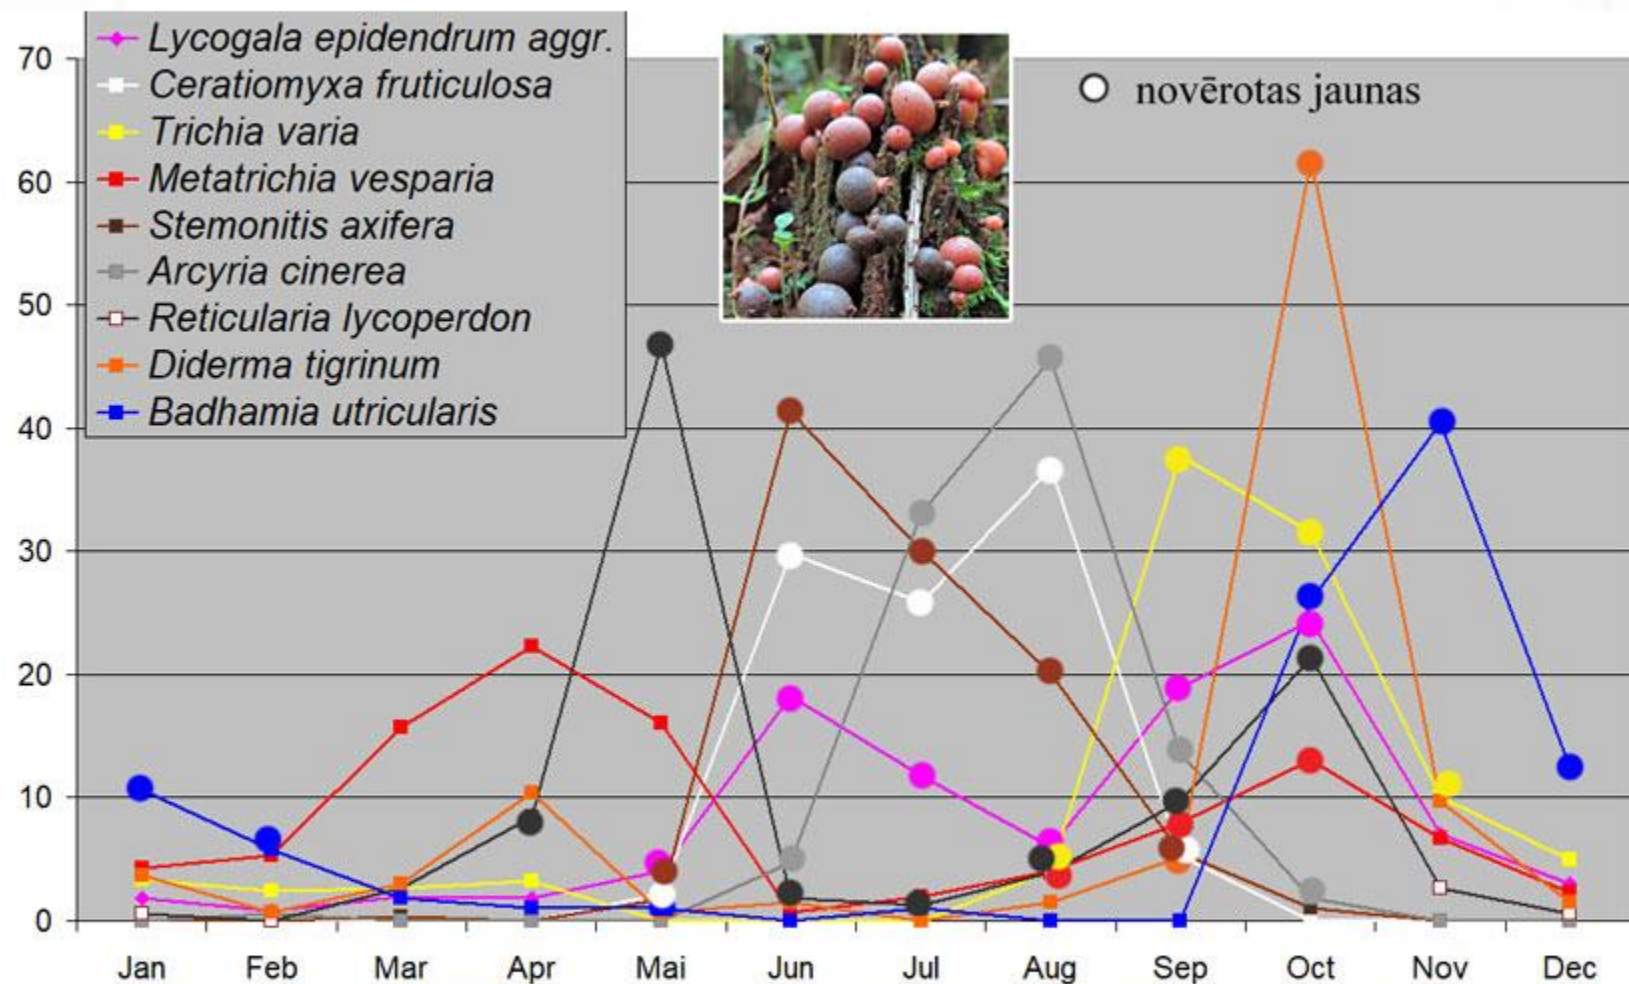 Lycogala epidendrum aggr.
Ceratiomyxa fruticulosa
Trichia varia
Metatrichia vesparia
Stemonitis axifera
Arcyria cinerea
Reticularia lycoperdon
Diderma tigrinum
Badhamia utricularis
novērotas jaunas
70
60
50
40
30
20
10
0
Jan Feb Mar Apr Mai Jun Jul Aug Sep Oct Nov Dec